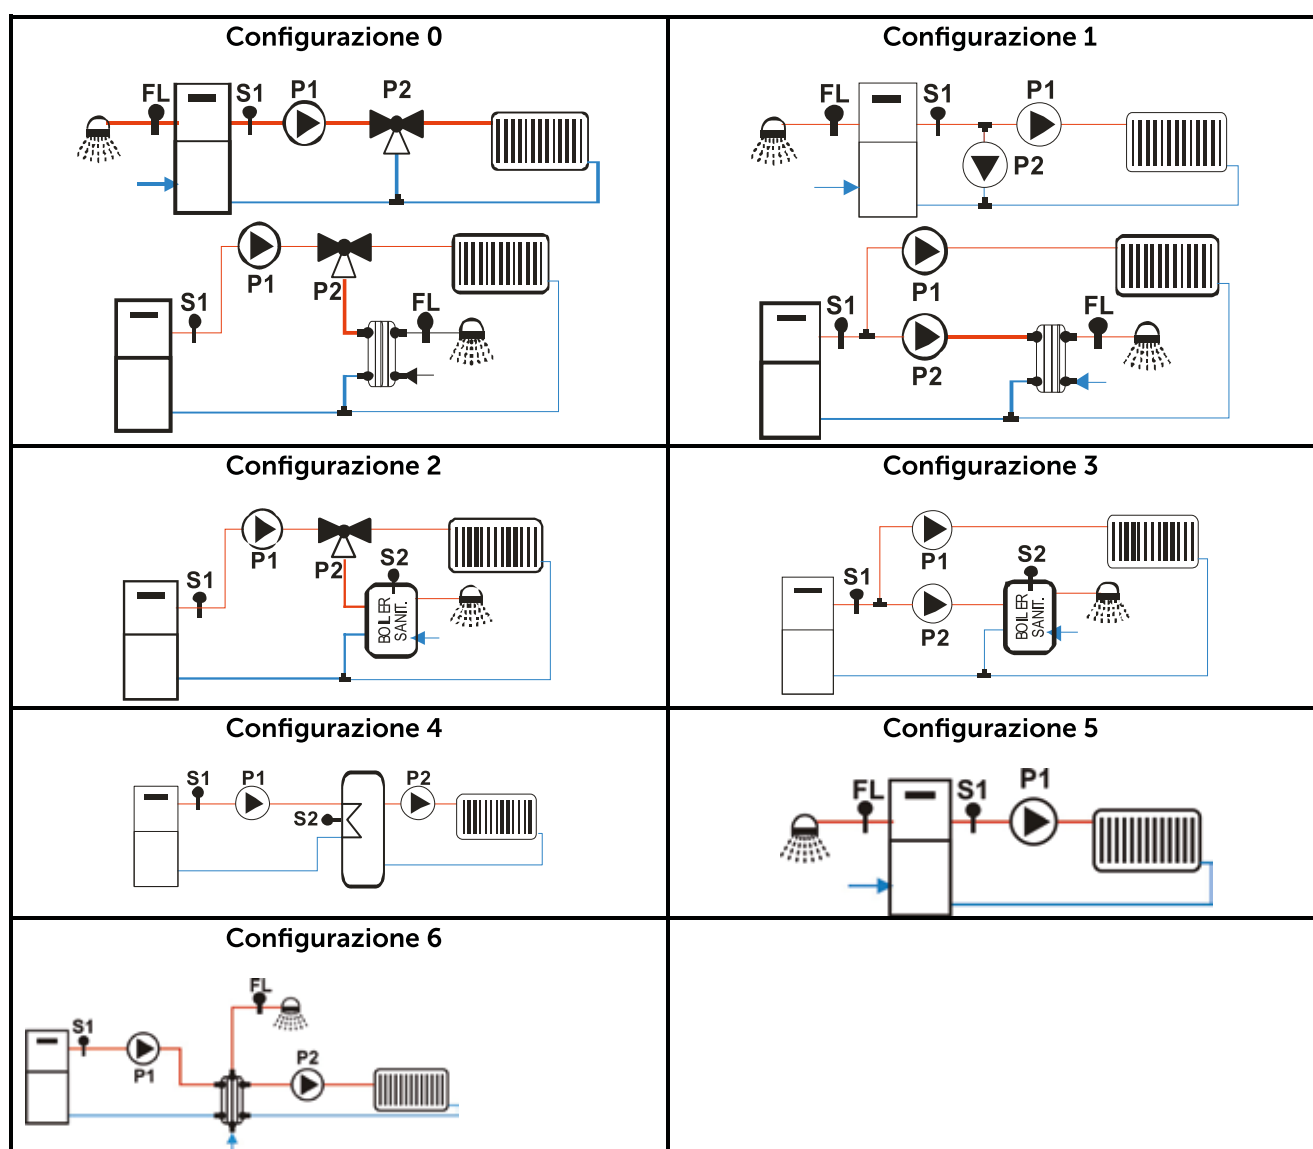 Configurazione 0
FL S1 P1 P2
P1 P2 S1 FL
Configurazione 1
FL S1 P1
P2
P1
S1 FL
P2
Configurazione 2
P1 P2 S2
S1
BOILER
SANIT.
Configurazione 3
P1 S2
S1
P2
BOILER
SANIT.
Configurazione 4
S1 P1 P2
S2
Configurazione 5
FL S1 P1
Configurazione 6
FL
S1
P1 P2